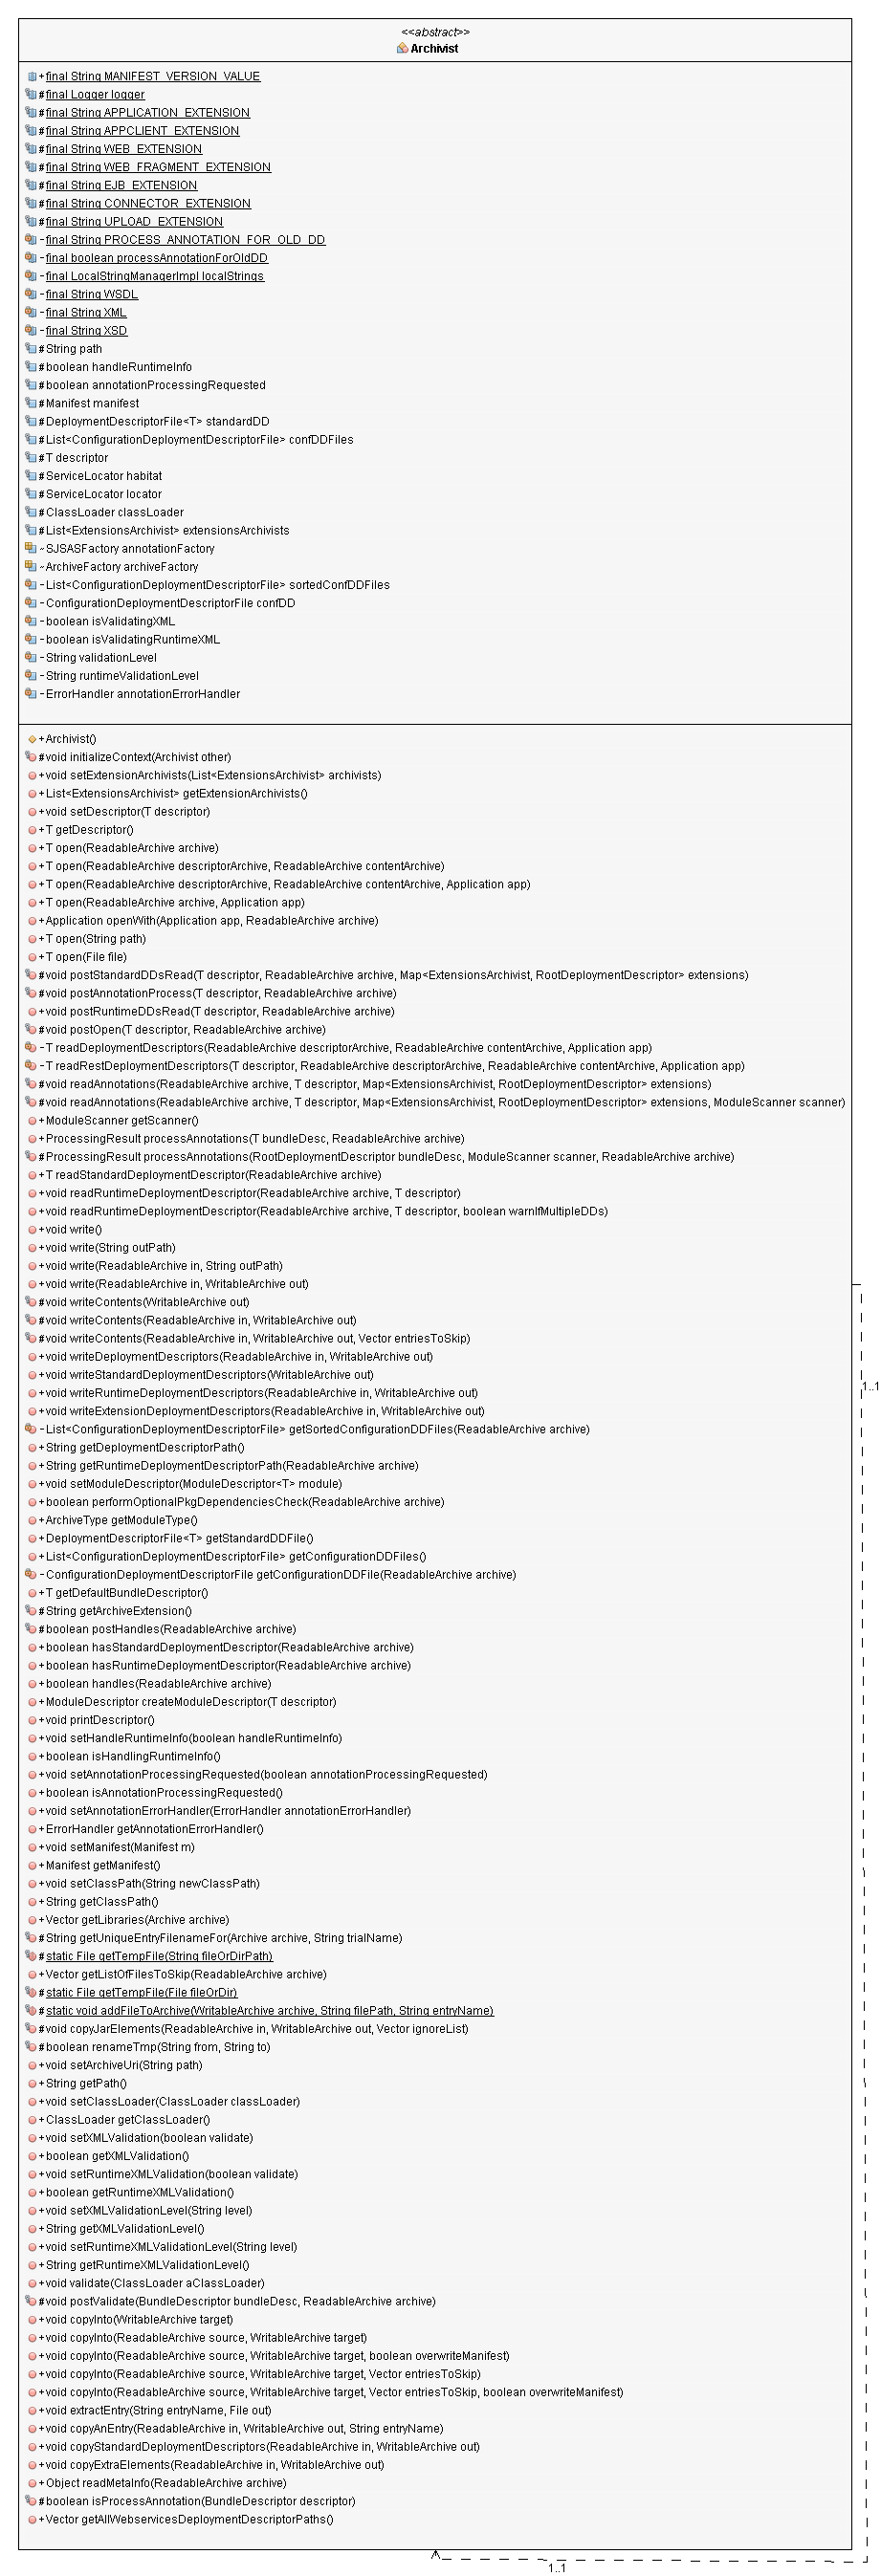 <<abstract>>
Archivist
+final String MANIFEST_VERSION_VALUE
#final Logger logger
#final String APPLICATION_EXTENSION
#final String APPCLIENT_EXTENSION
#final String WEB_EXTENSION
#final String WEB_FRAGMENT_EXTENSION
#final String EJB_EXTENSION
#final String CONNECTOR_EXTENSION
#final String UPLOAD_EXTENSION
-final String PROCESS_ANNOTATION_FOR_OLD_DD
-final boolean processAnnotationForOldDD
-final LocalStringManagerImpl localStrings
-final String WSDL
-final String XML
-final String XSD
#String path
#boolean handleRuntimeInfo
#boolean annotationProcessingRequested
#Manifest manifest
#DeploymentDescriptorFile<T> standardDD
#List<ConfigurationDeploymentDescriptorFile> confDDFiles
#T descriptor
#ServiceLocator habitat
#ServiceLocator locator
#ClassLoader classLoader
#List<ExtensionsArchivist> extensionsArchivists
~SJSASFactory annotationFactory
~ArchiveFactory archiveFactory
-List<ConfigurationDeploymentDescriptorFile> sortedConfDDFiles
-ConfigurationDeploymentDescriptorFile confDD
-boolean isValidatingXML
-boolean isValidatingRuntimeXML
-String validationLevel
-String runtimeValidationLevel
-ErrorHandler annotationErrorHandler
+Archivist()
#void initializeContext(Archivist other)
+void setExtensionArchivists(List<ExtensionsArchivist> archivists)
+List<ExtensionsArchivist> getExtensionArchivists()
+void setDescriptor(T descriptor)
+T getDescriptor()
+T open(ReadableArchive archive)
+T open(ReadableArchive descriptorArchive, ReadableArchive contentArchive)
+T open(ReadableArchive descriptorArchive, ReadableArchive contentArchive, Application app)
+T open(ReadableArchive archive, Application app)
+Application openWith(Application app, ReadableArchive archive)
+T open(String path)
+T open(File file)
#void postStandardDDsRead(T descriptor, ReadableArchive archive, Map<ExtensionsArchivist, RootDeploymentDescriptor> extensions)
#void postAnnotationProcess(T descriptor, ReadableArchive archive)
+void postRuntimeDDsRead(T descriptor, ReadableArchive archive)
#void postOpen(T descriptor, ReadableArchive archive)
-T readDeploymentDescriptors(ReadableArchive descriptorArchive, ReadableArchive contentArchive, Application app)
-T readRestDeploymentDescriptors(T descriptor, ReadableArchive descriptorArchive, ReadableArchive contentArchive, Application app)
#void readAnnotations(ReadableArchive archive, T descriptor, Map<ExtensionsArchivist, RootDeploymentDescriptor> extensions)
#void readAnnotations(ReadableArchive archive, T descriptor, Map<ExtensionsArchivist, RootDeploymentDescriptor> extensions, ModuleScanner scanner)
+ModuleScanner getScanner()
+ProcessingResult processAnnotations(T bundleDesc, ReadableArchive archive)
#ProcessingResult processAnnotations(RootDeploymentDescriptor bundleDesc, ModuleScanner scanner, ReadableArchive archive)
+T readStandardDeploymentDescriptor(ReadableArchive archive)
+void readRuntimeDeploymentDescriptor(ReadableArchive archive, T descriptor)
+void readRuntimeDeploymentDescriptor(ReadableArchive archive, T descriptor, boolean warnIfMultipleDDs)
+void write()
+void write(String outPath)
+void write(ReadableArchive in, String outPath)
+void write(ReadableArchive in, WritableArchive out)
#void writeContents(WritableArchive out)
#void writeContents(ReadableArchive in, WritableArchive out)
#void writeContents(ReadableArchive in, WritableArchive out, Vector entriesToSkip)
+void writeDeploymentDescriptors(ReadableArchive in, WritableArchive out)
+void writeStandardDeploymentDescriptors(WritableArchive out)
+void writeRuntimeDeploymentDescriptors(ReadableArchive in, WritableArchive out)
+void writeExtensionDeploymentDescriptors(ReadableArchive in, WritableArchive out)
-List<ConfigurationDeploymentDescriptorFile> getSortedConfigurationDDFiles(ReadableArchive archive)
+String getDeploymentDescriptorPath()
+String getRuntimeDeploymentDescriptorPath(ReadableArchive archive)
+void setModuleDescriptor(ModuleDescriptor<T> module)
+boolean performOptionalPkgDependenciesCheck(ReadableArchive archive)
+ArchiveType getModuleType()
+DeploymentDescriptorFile<T> getStandardDDFile()
+List<ConfigurationDeploymentDescriptorFile> getConfigurationDDFiles()
-ConfigurationDeploymentDescriptorFile getConfigurationDDFile(ReadableArchive archive)
+T getDefaultBundleDescriptor()
#String getArchiveExtension()
#boolean postHandles(ReadableArchive archive)
+boolean hasStandardDeploymentDescriptor(ReadableArchive archive)
+boolean hasRuntimeDeploymentDescriptor(ReadableArchive archive)
+boolean handles(ReadableArchive archive)
+ModuleDescriptor createModuleDescriptor(T descriptor)
+void printDescriptor()
+void setHandleRuntimeInfo(boolean handleRuntimeInfo)
+boolean isHandlingRuntimeInfo()
+void setAnnotationProcessingRequested(boolean annotationProcessingRequested)
+boolean isAnnotationProcessingRequested()
+void setAnnotationErrorHandler(ErrorHandler annotationErrorHandler)
+ErrorHandler getAnnotationErrorHandler()
+void setManifest(Manifest m)
+Manifest getManifest()
+void setClassPath(String newClassPath)
+String getClassPath()
+Vector getLibraries(Archive archive)
#String getUniqueEntryFilenameFor(Archive archive, String trialName)
#static File getTempFile(String fileOrDirPath)
+Vector getListOfFilesToSkip(ReadableArchive archive)
#static File getTempFile(File fileOrDir)
#static void addFileToArchive(WritableArchive archive, String filePath, String entryName)
#void copyJarElements(ReadableArchive in, WritableArchive out, Vector ignoreList)
#boolean renameTmp(String from, String to)
+void setArchiveUri(String path)
+String getPath()
+void setClassLoader(ClassLoader classLoader)
+ClassLoader getClassLoader()
+void setXMLValidation(boolean validate)
+boolean getXMLValidation()
+void setRuntimeXMLValidation(boolean validate)
+boolean getRuntimeXMLValidation()
+void setXMLValidationLevel(String level)
+String getXMLValidationLevel()
+void setRuntimeXMLValidationLevel(String level)
+String getRuntimeXMLValidationLevel()
+void validate(ClassLoader aClassLoader)
#void postValidate(BundleDescriptor bundleDesc, ReadableArchive archive)
+void copyInto(WritableArchive target)
+void copyInto(ReadableArchive source, WritableArchive target)
+void copyInto(ReadableArchive source, WritableArchive target, boolean overwriteManifest)
+void copyInto(ReadableArchive source, WritableArchive target, Vector entriesToSkip)
+void copyInto(ReadableArchive source, WritableArchive target, Vector entriesToSkip, boolean overwriteManifest)
+void extractEntry(String entryName, File out)
+void copyAnEntry(ReadableArchive in, WritableArchive out, String entryName)
+void copyStandardDeploymentDescriptors(ReadableArchive in, WritableArchive out)
+void copyExtraElements(ReadableArchive in, WritableArchive out)
+Object readMetaInfo(ReadableArchive archive)
#boolean isProcessAnnotation(BundleDescriptor descriptor)
+Vector getAllWebservicesDeploymentDescriptorPaths()
1..1
1..1